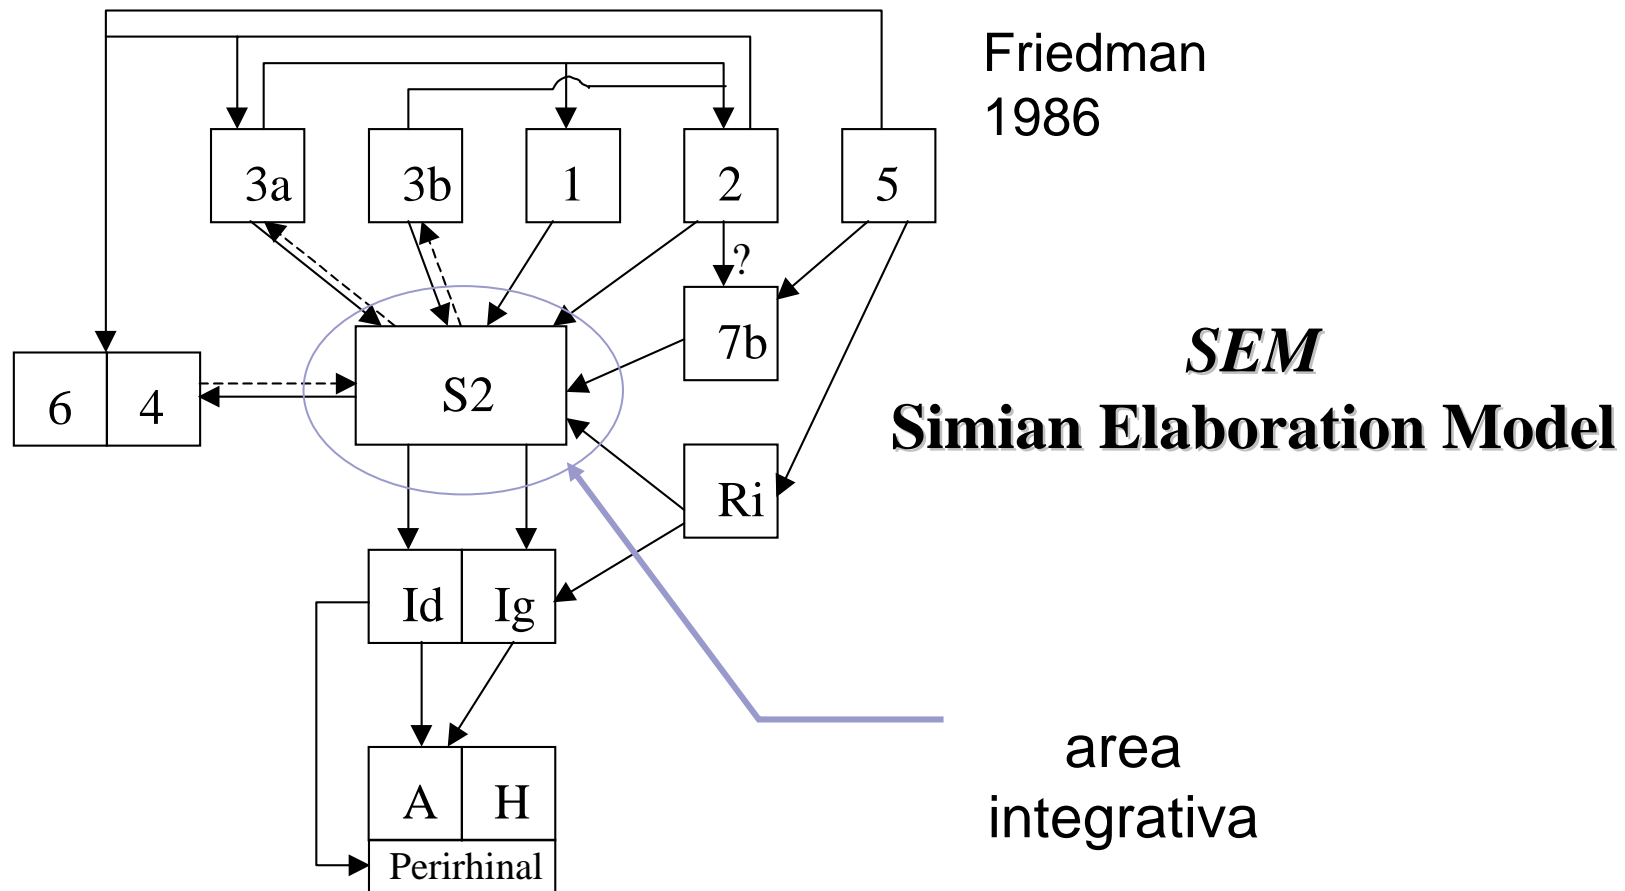 Friedman
1986
3a 3b 1 2 5
?
7b
SEM
6 4 S2
Simian Elaboration Model
Ri
Id Ig
area
A H
integrativa
Perirhinal